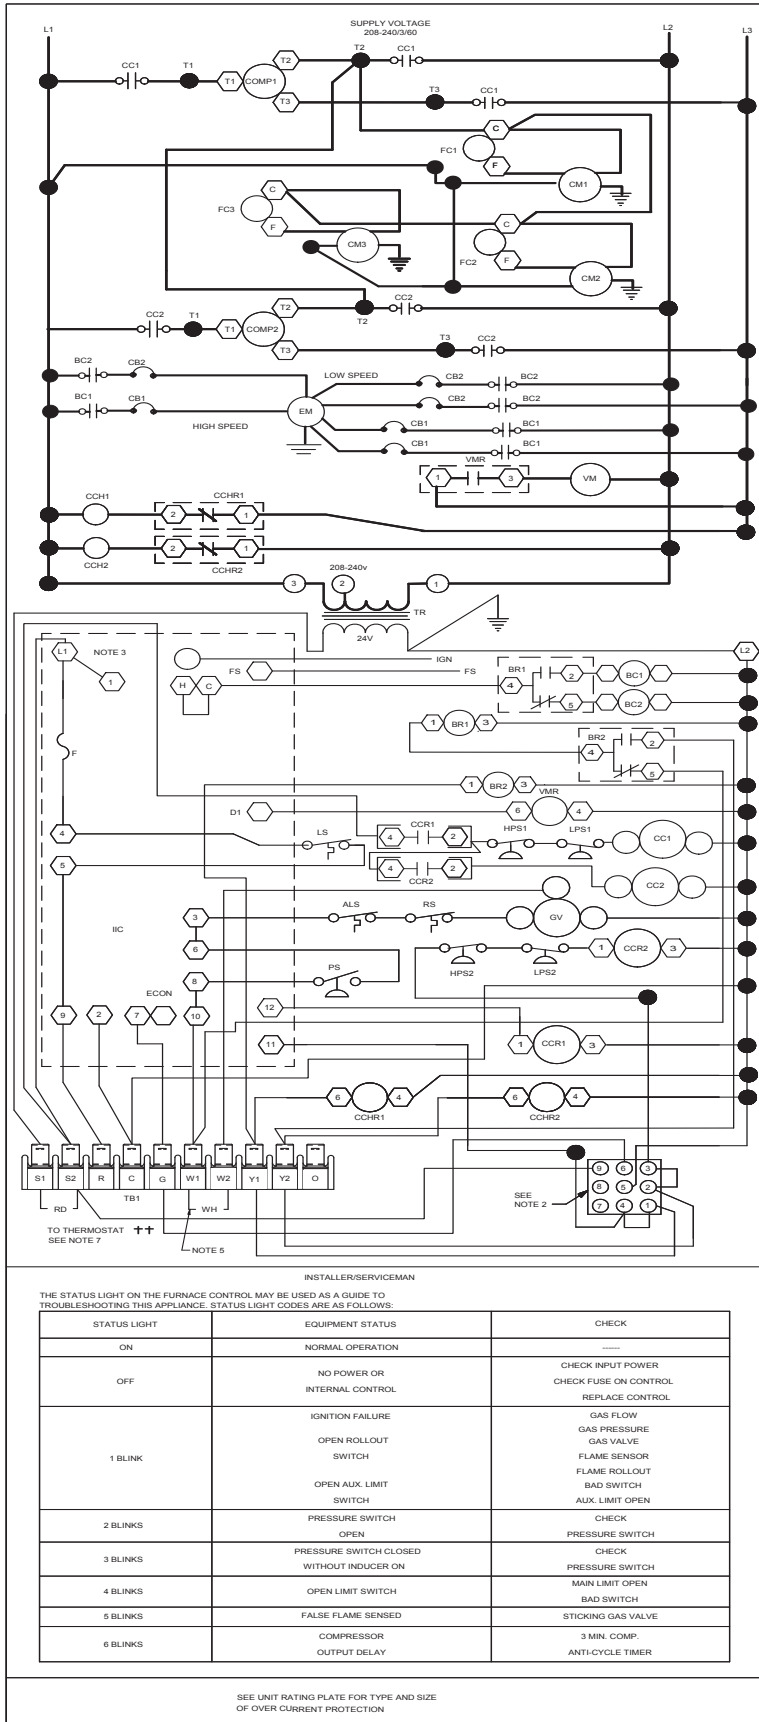 SUPPLY VOLTAGE
208-240/3/60
L1
L2
L3
CC1
T1
T1
COMP1
T2
T2
CC1
T3
T3
CC1
C
FC1
F
CM1
C
FC3
F
CM3
C
FC2
F
CM2
CC2
T1
T1
COMP2
T2
T2
CC2
T3
T3
CC2
BC2
CB2
LOW SPEED
CB2
BC2
BC1
CB1
HIGH SPEED
EM
CB2
BC2
CB1
BC1
CB1
BC1
VMR
1
3
VM
CCH1
CCHR1
2
1
CCH2
2
1
CCHR2
208-240v
3
2
1
TR
24V
L1
NOTE 3
1
IGN
FS
FS
H
C
BR1
4
2
5
BC1
BC2
L2
F
1
BR1
3
BR2
4
2
5
1
BR2
3
D1
VMR
6
4
4
LS
CCR1
4
2
HPS1
LPS1
CC1
5
4
2
CCR2
CC2
IIC
3
ALS
RS
GV
6
HPS2
LPS2
1
CCR2
3
8
PS
ECON
9
2
7
10
12
11
1
CCR1
3
6
4
CCHR1
6
4
CCHR2
S1
S2
R
C
G
W1
W2
Y1
Y2
O
TB1
RD
WH
TO THERMOSTAT ††
SEE NOTE 7
NOTE 5
SEE
NOTE 2
9 6 3
8 5 2
7 4 1
INSTALLER/SERVICEMAN
THE STATUS LIGHT ON THE FURNACE CONTROL MAY BE USED AS A GUIDE TO
TROUBLESHOOTING THIS APPLIANCE. STATUS LIGHT CODES ARE AS FOLLOWS:
STATUS LIGHT EQUIPMENT STATUS CHECK
ON NORMAL OPERATION ------
OFF
NO POWER OR
INTERNAL CONTROL
CHECK INPUT POWER
CHECK FUSE ON CONTROL
REPLACE CONTROL
1 BLINK
IGNITION FAILURE
OPEN ROLLOUT
SWITCH
OPEN AUX. LIMIT
SWITCH
GAS FLOW
GAS PRESSURE
GAS VALVE
FLAME SENSOR
FLAME ROLLOUT
BAD SWITCH
AUX. LIMIT OPEN
2 BLINKS
PRESSURE SWITCH
OPEN
CHECK
PRESSURE SWITCH
3 BLINKS
PRESSURE SWITCH CLOSED
WITHOUT INDUCER ON
CHECK
PRESSURE SWITCH
4 BLINKS
OPEN LIMIT SWITCH
MAIN LIMIT OPEN
BAD SWITCH
5 BLINKS
FALSE FLAME SENSED
STICKING GAS VALVE
6 BLINKS
COMPRESSOR
OUTPUT DELAY
3 MIN. COMP.
ANTI-CYCLE TIMER
SEE UNIT RATING PLATE FOR TYPE AND SIZE
OF OVER CURRENT PROTECTION